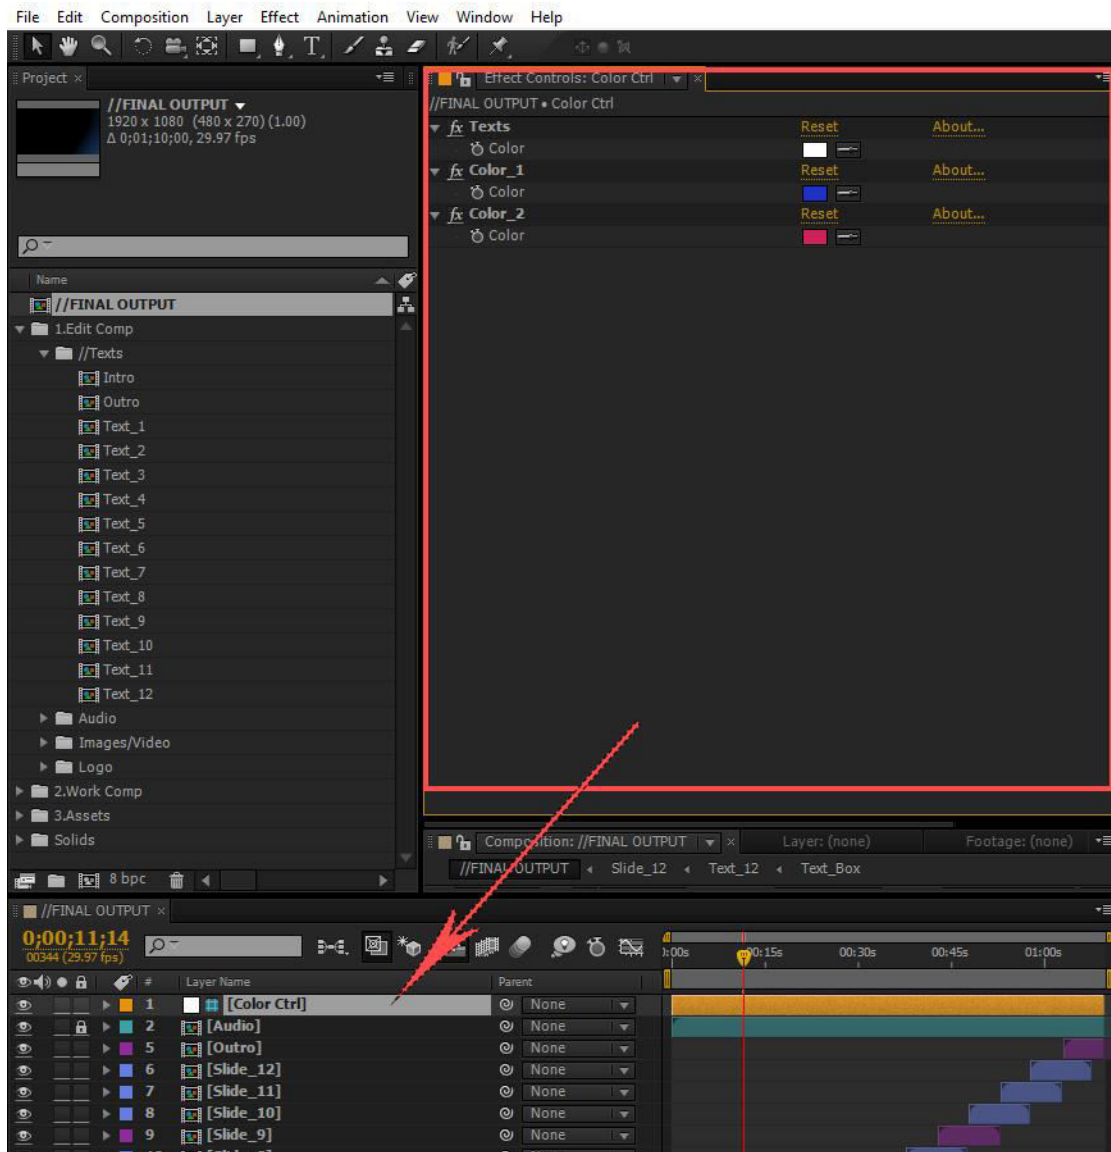 File Edit Composition Layer Effect Animation View Window Help
Project ×
//FINAL OUTPUT
1920 x 1080 (480 x 270) (1.00)
Δ 0;01;10;00, 29.97 fps
Name
//FINAL OUTPUT
1.Edit Comp
//Texts
Intro
Outro
Text_1
Text_2
Text_3
Text_4
Text_5
Text_6
Text_7
Text_8
Text_9
Text_10
Text_11
Text_12
Audio
Images/Video
Logo
2.Work Comp
3.Assets
Solids
8 bpc
Effect Controls: Color Ctrl ×
//FINAL OUTPUT • Color Ctrl
fx Texts Reset About...
Color
fx Color_1 Reset About...
Color
fx Color_2 Reset About...
Color
Composition: //FINAL OUTPUT × Layer: (none) Footage: (none)
//FINAL OUTPUT Slide_12 Text_12 Text_Box
//FINAL OUTPUT ×
0;00;11;14
00344 (29.97 fps)
):00s 00:15s 00:30s 00:45s 01:00s
# Layer Name Parent
1 [Color Ctrl] None
2 [Audio] None
5 [Outro] None
6 [Slide_12] None
7 [Slide_11] None
8 [Slide_10] None
9 [Slide_9] None